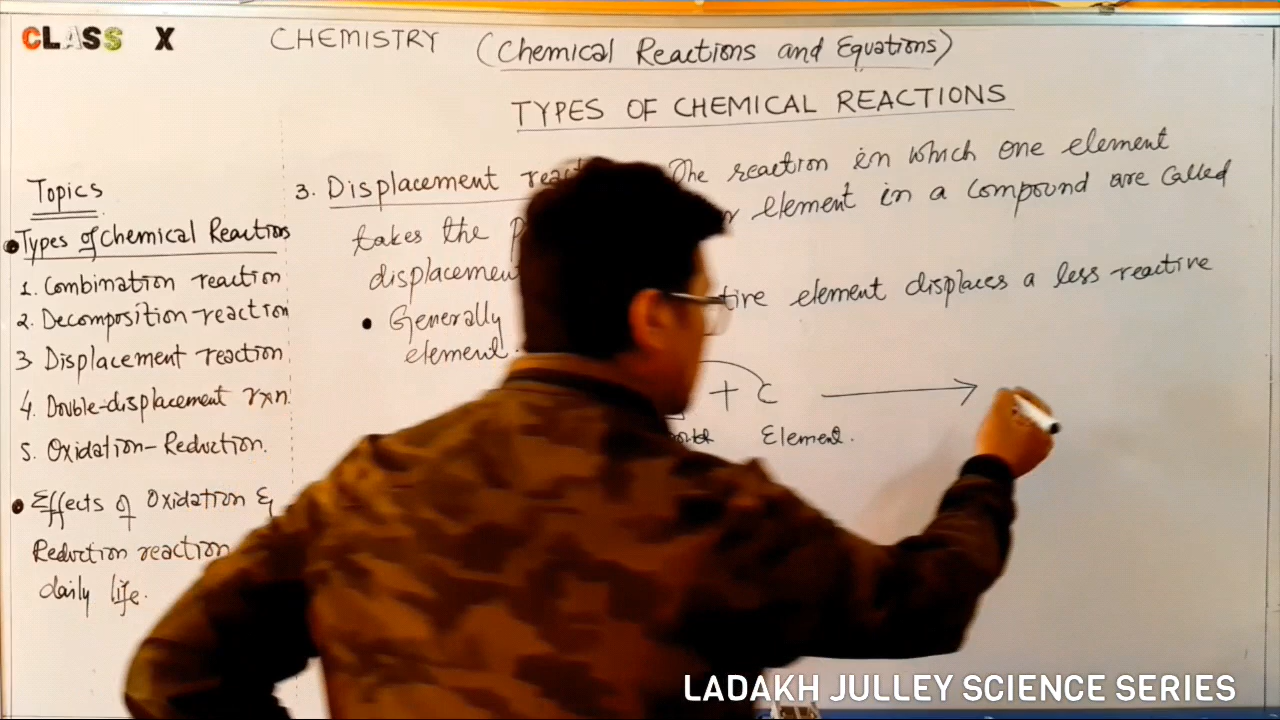 CLASS X
CHEMISTRY (Chemical Reactions and Equations)
TYPES OF CHEMICAL REACTIONS
Topics
Types of Chemical Reactions
1. Combination reaction
2. Decomposition reaction
3 Displacement reaction
4. Double-displacement rxn.
5. Oxidation-Reduction.
Effects of Oxidation &
Reduction reaction
daily life.
3. Displacement The reaction in which one element
takes the element in a compound are called
displacement
Generally element displaces a less reactive
element.
+ C
Element.
LADAKH JULLEY SCIENCE SERIES